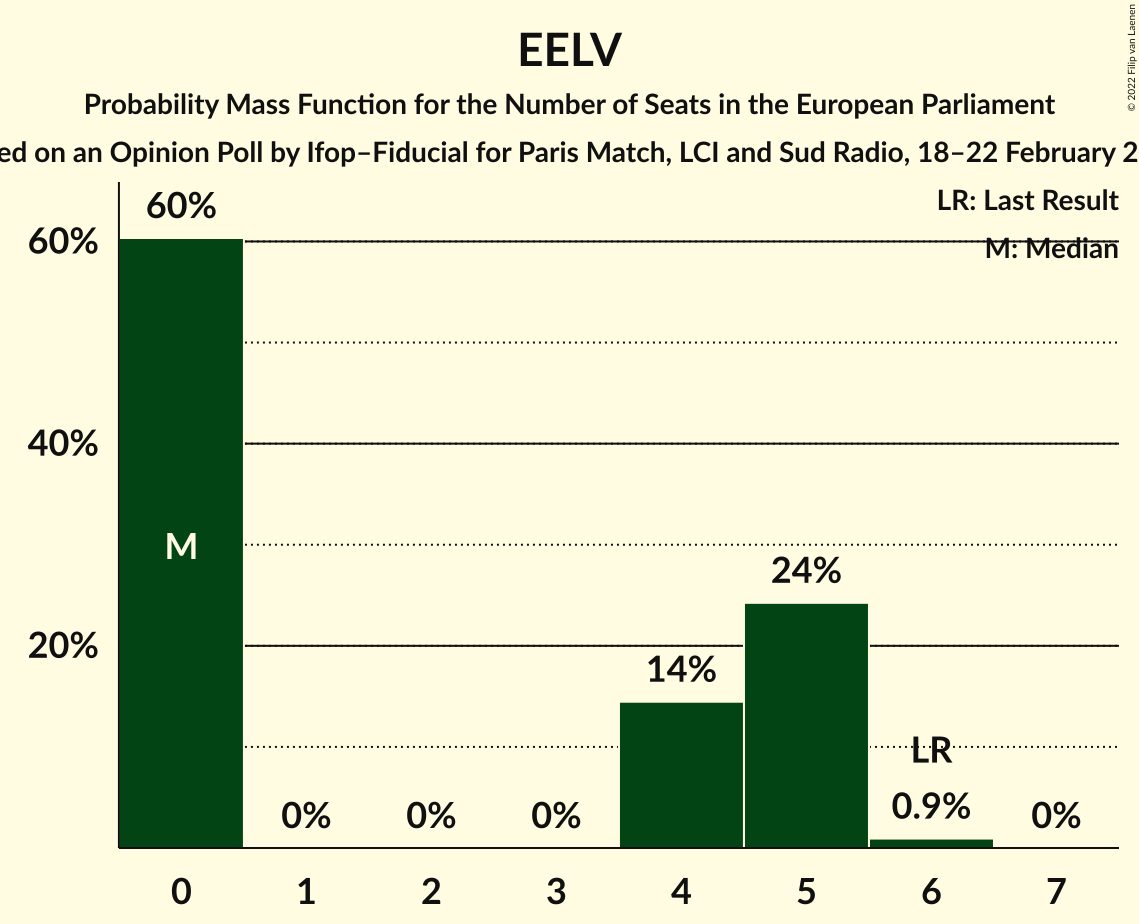 EELV
Probability Mass Function for the Number of Seats in the European Parliament
on an Opinion Poll by Ifop–Fiducial for Paris Match, LCI and Sud Radio, 18–22 February
© 2022 Filip van Laenen
LR: Last Result
M: Median
60%
60%
M
40%
24%
20%
14%
LR
0.9%
0%
0%
0%
0%
0 1 2 3 4 5 6 7